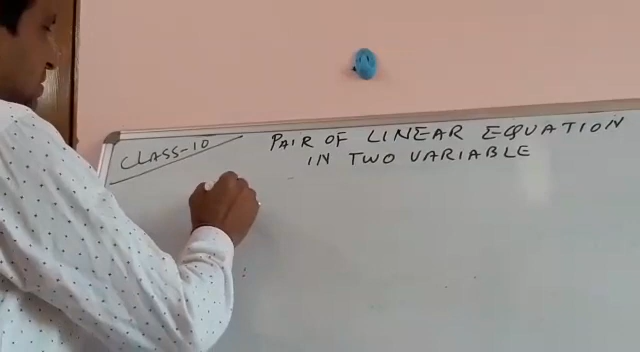 CLASS-10
PAIR OF LINEAR EQUATION
IN TWO VARIABLE